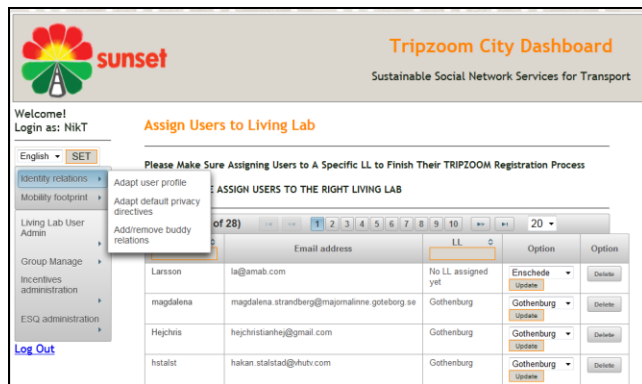 sunset
Tripzoom City Dashboard
Sustainable Social Network Services for Transport
Welcome!
Login as: NikT
English SET
Identity relations
Mobility footprint
Living Lab User
Admin
Group Manage
Incentives
administration
ESQ administration
Log Out
Adapt user profile
Adapt default privacy
directives
Add/remove buddy
relations
Assign Users to Living Lab
Please Make Sure Assigning Users to A Specific LL to Finish Their TRIPZOOM Registration Process
ASSIGN USERS TO THE RIGHT LIVING LAB
of 28) 1 2 3 4 5 6 7 8 9 10 20
Email address LL Option Option
Larsson la@amab.com No LL assigned yet Enschede Update Delete
magdalena magdalena.strandberg@majornalinne.goteborg.se Gothenburg Gothenburg Update Delete
Hejchris hejchristianhej@gmail.com Gothenburg Gothenburg Update Delete
hstalst hakan.stalstad@vhutv.com Gothenburg Gothenburg Update Delete